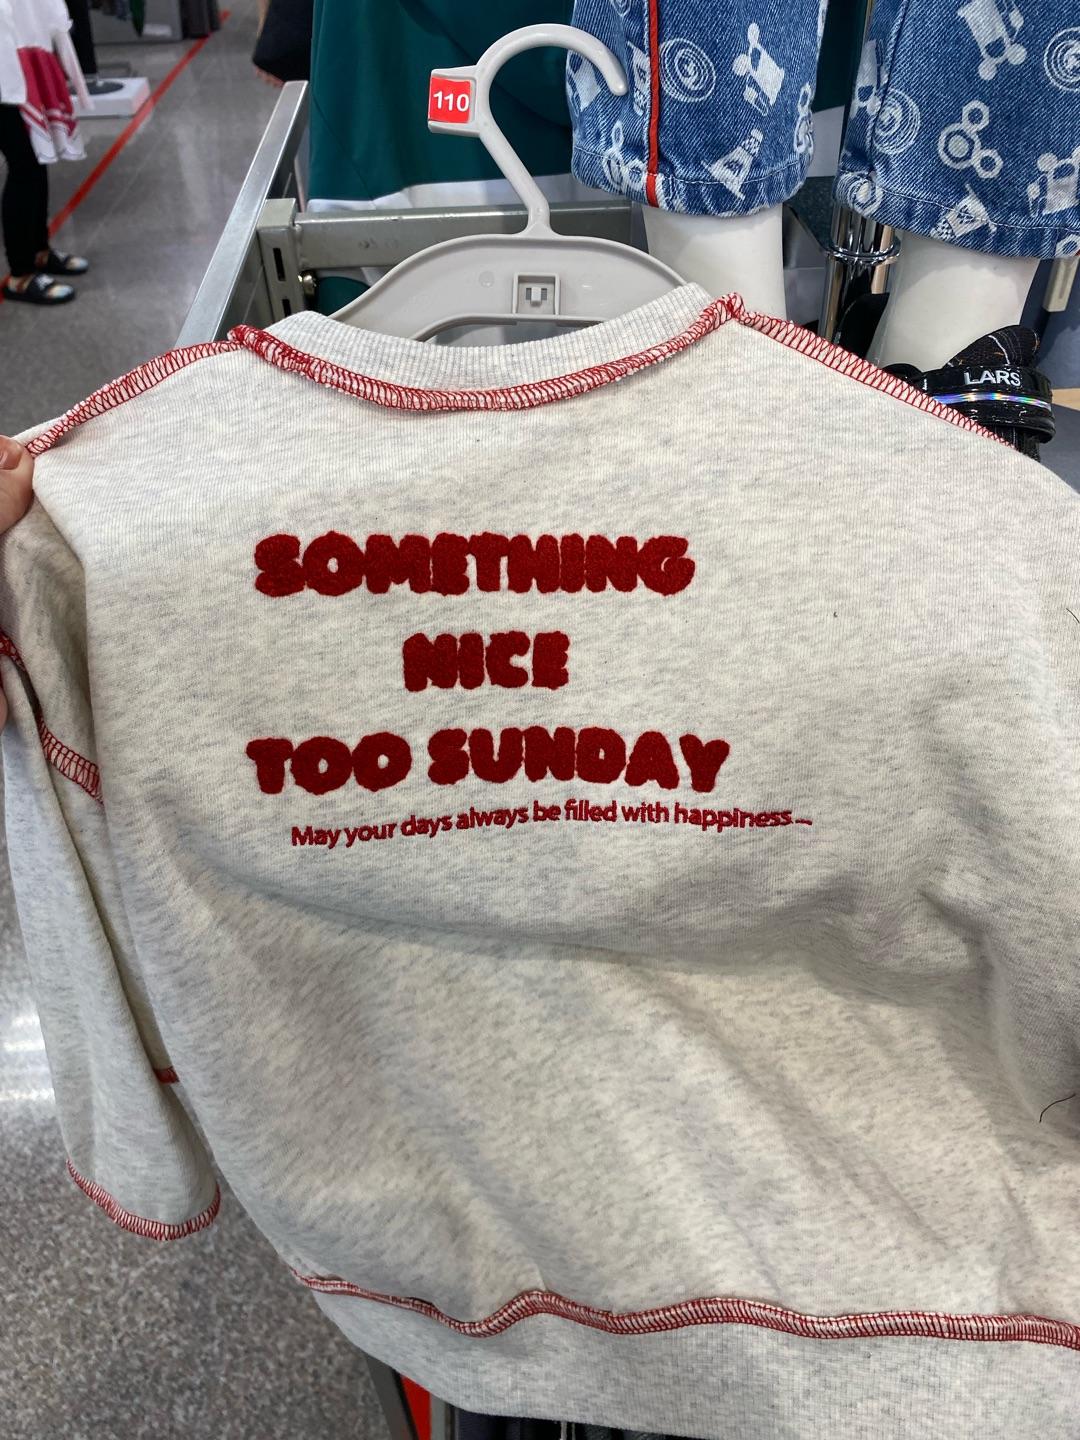 110
LARS
SOMETHING
NICE
TOO SUNDAY
May your days always be filled with happiness...